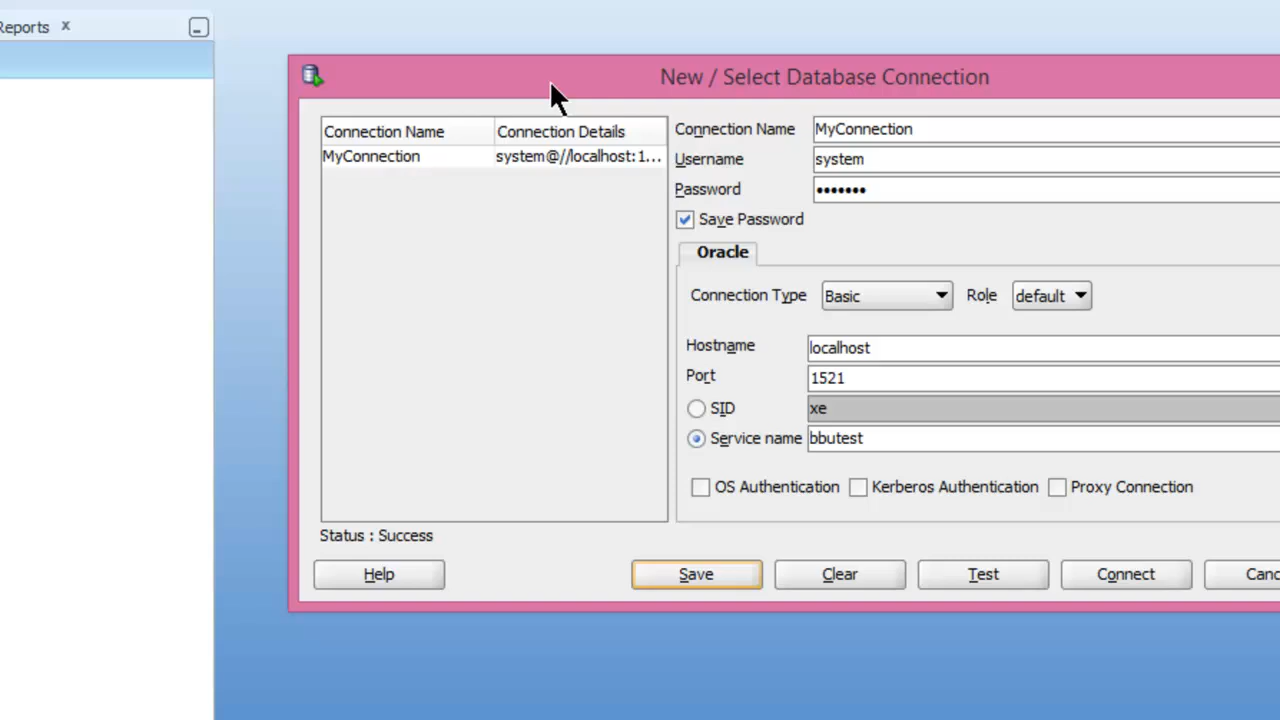 Reports x
New / Select Database Connection
Connection Name Connection Details
MyConnection system@//localhost:1...
Connection Name MyConnection
Username system
Password •••••••
Save Password
Oracle
Connection Type Basic Role default
Hostname localhost
Port 1521
SID xe
Service name bbutest
OS Authentication Kerberos Authentication Proxy Connection
Status : Success
Help Save Clear Test Connect Canc